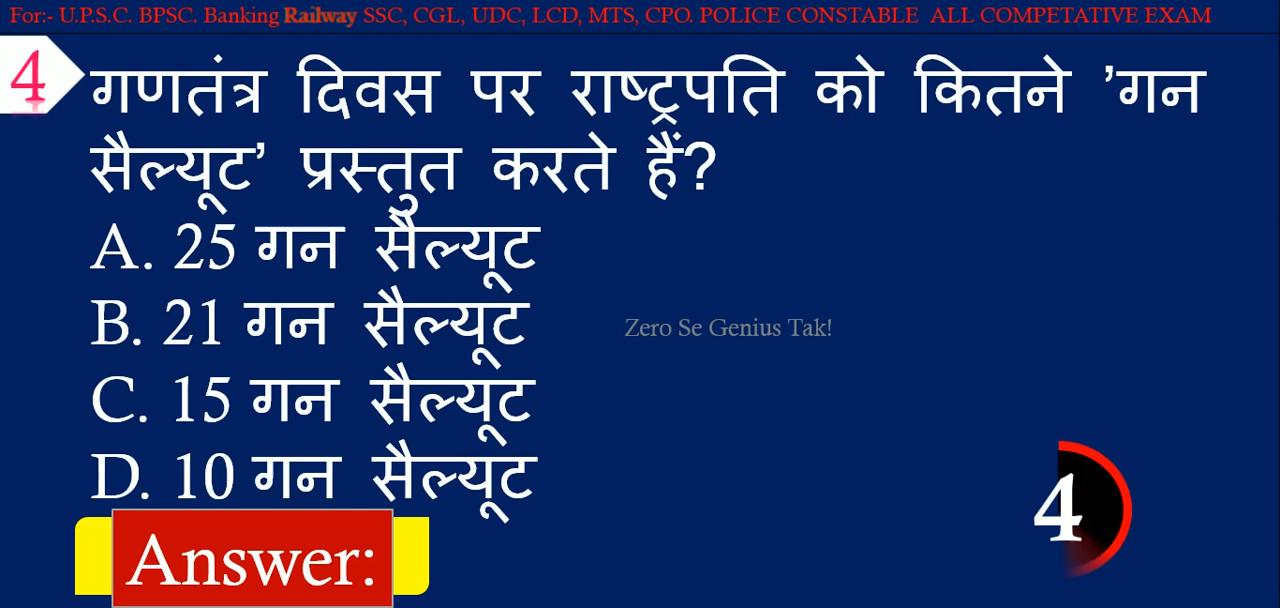 For:- U.P.S.C. BPSC. Banking Railway SSC, CGL, UDC, LCD, MTS, CPO. POLICE CONSTABLE ALL COMPETATIVE EXAM
4 गणतंत्र दिवस पर राष्ट्रपति को कितने ’गन
सैल्यूट’ प्रस्तुत करते हैं?
A. 25 गन सैल्यूट
B. 21 गन सैल्यूट
Zero Se Genius Tak!
C. 15 गन सैल्यूट
D. 10 गन सैल्यूट
4
Answer: